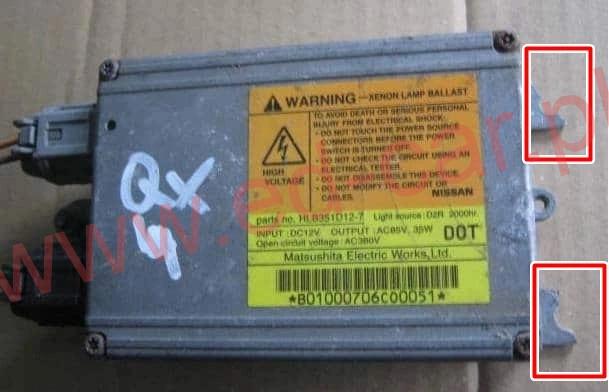 WARNING – XENON LAMP BALLAST
TO AVOID DEATH OR SERIOUS PERSONAL
INJURY FROM ELECTRICAL SHOCK:
• DO NOT TOUCH THE POWER SOURCE
CONNECTORS BEFORE THE POWER
SWITCH IS TURNED OFF.
• DO NOT CHECK THE CIRCUIT USING AN
ELECTRICAL TESTER.
• DO NOT DISASSEMBLE THIS DEVICE.
• DO NOT MODIFY THE CIRCUIT OR
CABLES.
HIGH
VOLTAGE
NISSAN
parts no. HLB351D12-7 Light source : D2R 2000hr.
INPUT : DC12V OUTPUT : AC85V, 35W DOT
Open circuit voltage : AC380V
Matsushita Electric Works,Ltd.
*B01000706C00051*
QX
4